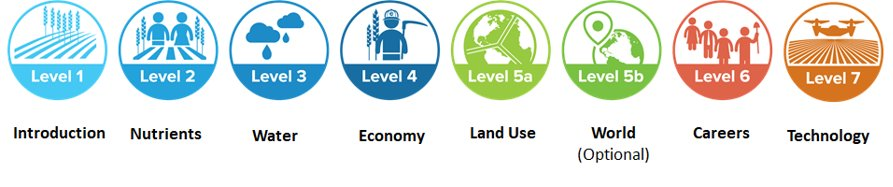 Level 1 Level 2 Level 3 Level 4 Level 5a Level 5b Level 6 Level 7
Introduction Nutrients Water Economy Land Use World Careers Technology
(Optional)